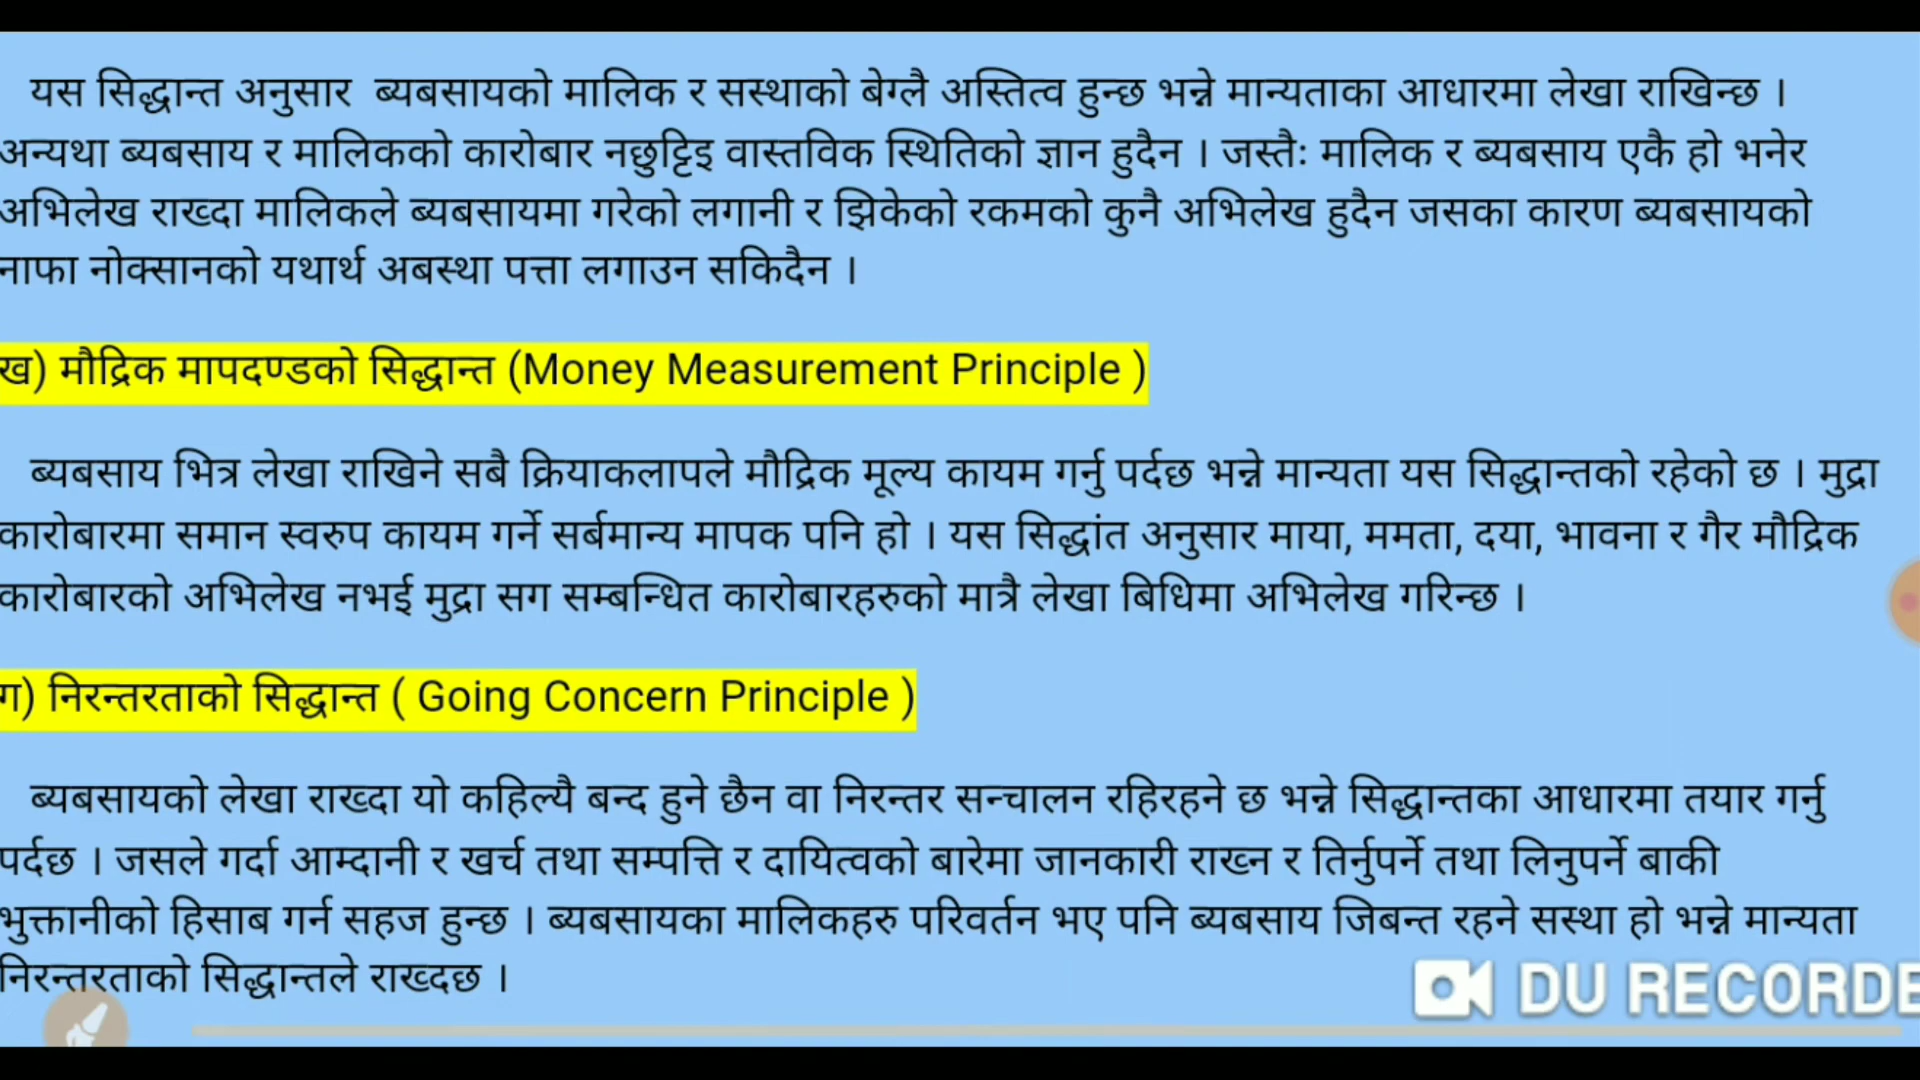 यस सिद्धान्त अनुसार ब्यबसायको मालिक र सस्थाको बेग्लै अस्तित्व हुन्छ भन्ने मान्यताका आधारमा लेखा राखिन्छ ।
अन्यथा ब्यबसाय र मालिकको कारोबार नछुट्टिइ वास्तविक स्थितिको ज्ञान हुदैन । जस्तैः मालिक र ब्यबसाय एकै हो भनेर
अभिलेख राख्दा मालिकले ब्यबसायमा गरेको लगानी र झिकेको रकमको कुनै अभिलेख हुदैन जसका कारण ब्यबसायको
नाफा नोक्सानको यथार्थ अबस्था पत्ता लगाउन सकिदैन ।
ख) मौद्रिक मापदण्डको सिद्धान्त (Money Measurement Principle )
ब्यबसाय भित्र लेखा राखिने सबै क्रियाकलापले मौद्रिक मूल्य कायम गर्नु पर्दछ भन्ने मान्यता यस सिद्धान्तको रहेको छ । मुद्रा
कारोबारमा समान स्वरुप कायम गर्ने सर्बमान्य मापक पनि हो । यस सिद्धांत अनुसार माया, ममता, दया, भावना र गैर मौद्रिक
कारोबारको अभिलेख नभई मुद्रा सग सम्बन्धित कारोबारहरुको मात्रै लेखा बिधिमा अभिलेख गरिन्छ ।
ग) निरन्तरताको सिद्धान्त ( Going Concern Principle )
ब्यबसायको लेखा राख्दा यो कहिल्यै बन्द हुने छैन वा निरन्तर सन्चालन रहिरहने छ भन्ने सिद्धान्तका आधारमा तयार गर्नु
पर्दछ । जसले गर्दा आम्दानी र खर्च तथा सम्पत्ति र दायित्वको बारेमा जानकारी राख्न र तिर्नुपर्ने तथा लिनुपर्ने बाकी
भुक्तानीको हिसाब गर्न सहज हुन्छ । ब्यबसायका मालिकहरु परिवर्तन भए पनि ब्यबसाय जिबन्त रहने सस्था हो भन्ने मान्यता
निरन्तरताको सिद्धान्तले राख्दछ ।
DU RECORDE